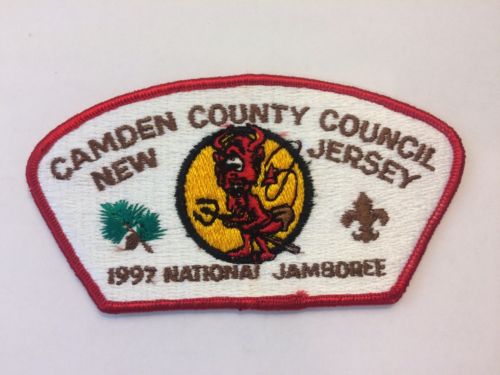 CAMDEN COUNTY COUNCIL
NEW JERSEY
1997 NATIONAL JAMBOREE